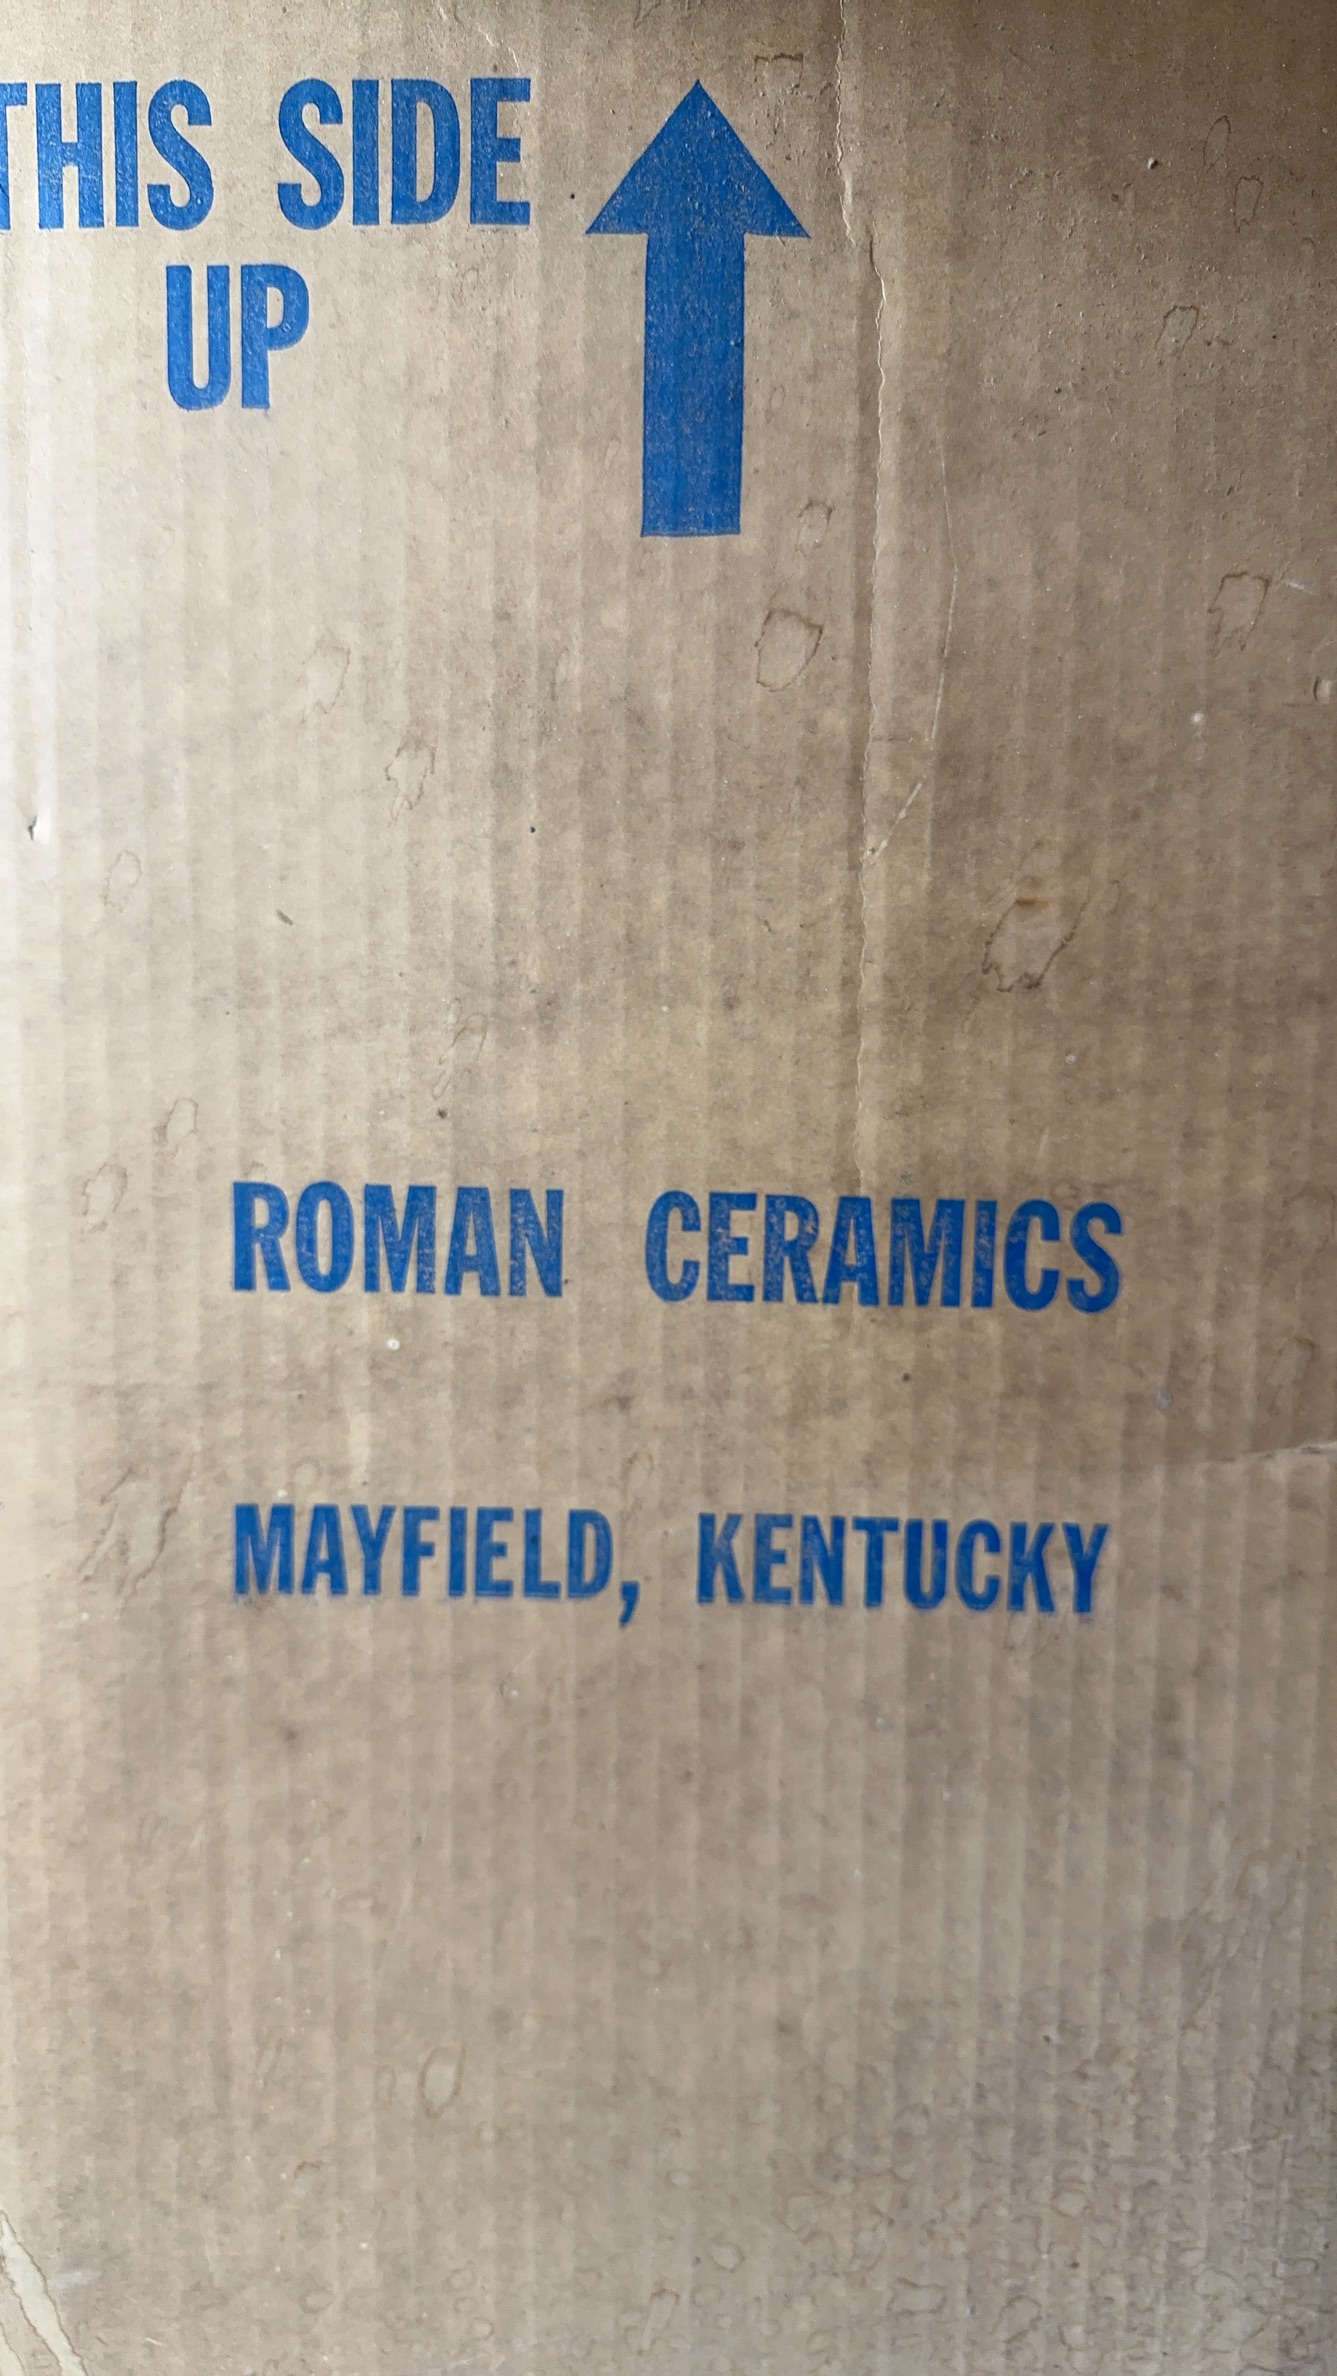 THIS SIDE
UP
ROMAN CERAMICS
MAYFIELD, KENTUCKY